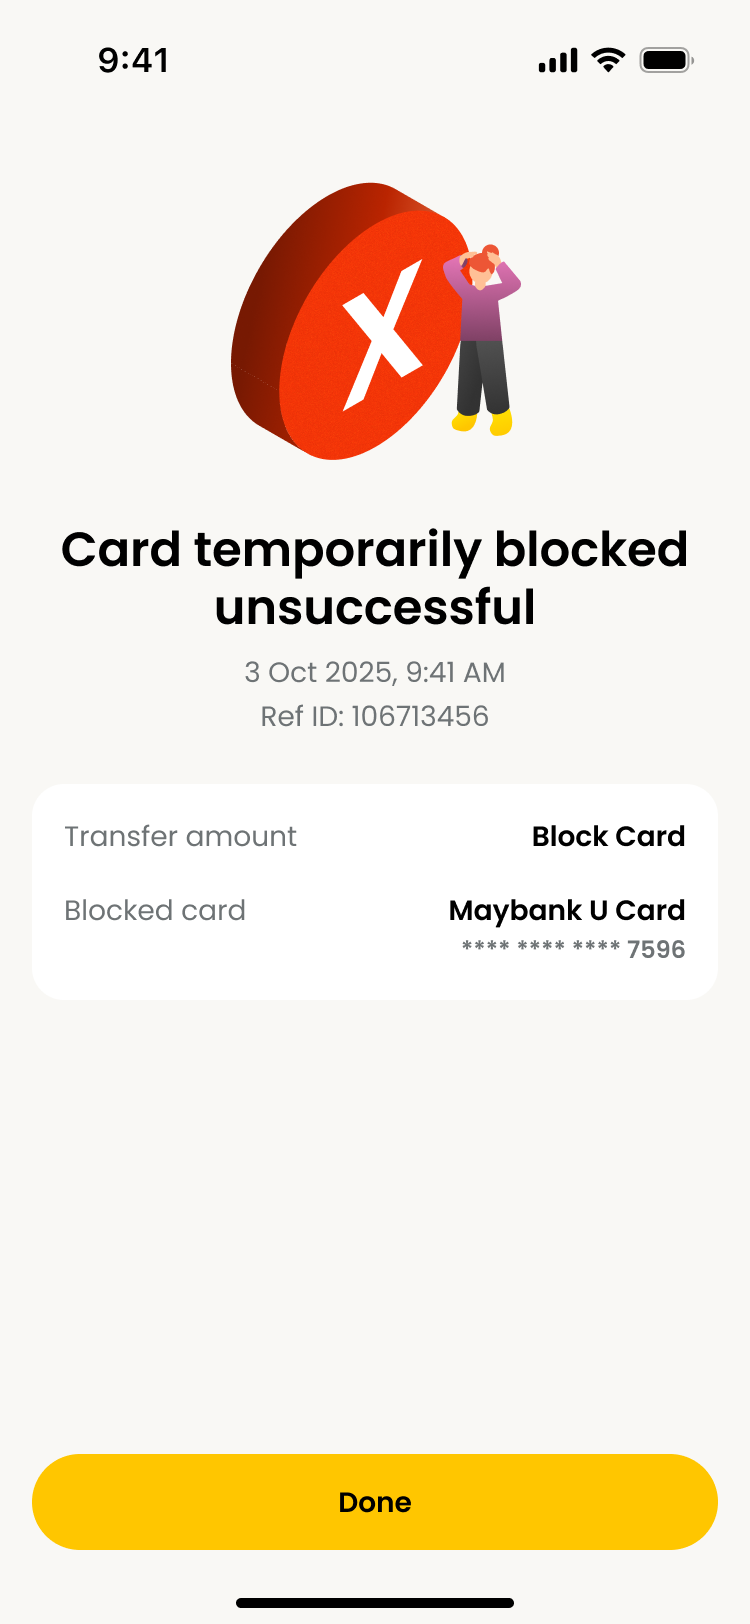 9:41
Card temporarily blocked
unsuccessful
3 Oct 2025, 9:41 AM
Ref ID: 106713456
Transfer amount Block Card
Blocked card Maybank U Card
**** **** **** 7596
Done